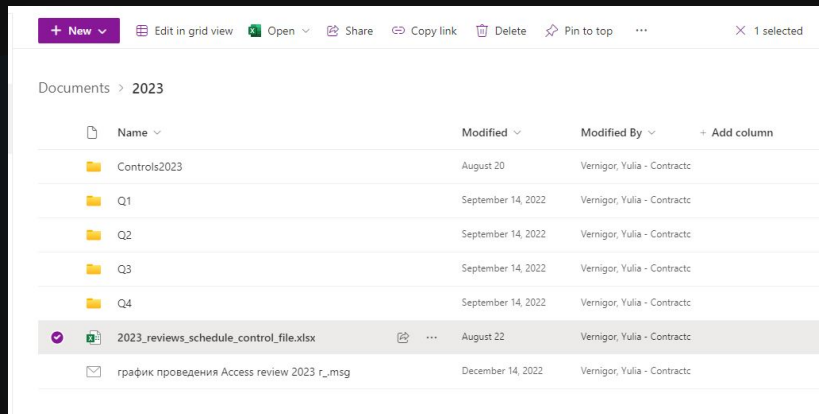 + New Edit in grid view Open Share Copy link Delete Pin to top ... 1 selected
Documents > 2023
Name Modified Modified By + Add column
Controls2023 August 20 Vernigor, Yulia - Contractc
Q1 September 14, 2022 Vernigor, Yulia - Contractc
Q2 September 14, 2022 Vernigor, Yulia - Contractc
Q3 September 14, 2022 Vernigor, Yulia - Contractc
Q4 September 14, 2022 Vernigor, Yulia - Contractc
2023_reviews_schedule_control_file.xlsx ... August 22 Vernigor, Yulia - Contractc
график проведения Access review 2023 г_.msg December 14, 2022 Vernigor, Yulia - Contractc